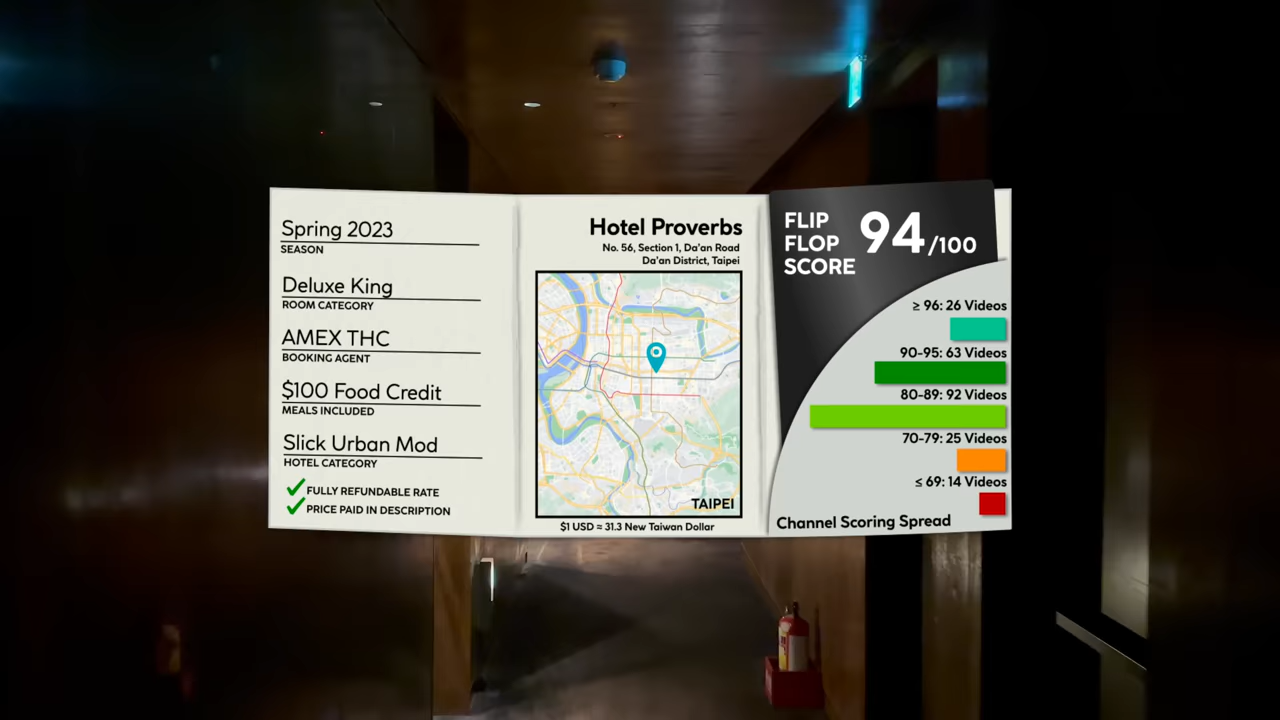 Spring 2023
SEASON
Deluxe King
ROOM CATEGORY
AMEX THC
BOOKING AGENT
$100 Food Credit
MEALS INCLUDED
Slick Urban Mod
HOTEL CATEGORY
FULLY REFUNDABLE RATE
PRICE PAID IN DESCRIPTION
Hotel Proverbs
No. 56, Section 1, Da'an Road
Da'an District, Taipei
TAIPEI
$1 USD ≈ 31.3 New Taiwan Dollar
FLIP
FLOP
SCORE
94/100
≥ 96: 26 Videos
90-95: 63 Videos
80-89: 92 Videos
70-79: 25 Videos
≤ 69: 14 Videos
Channel Scoring Spread